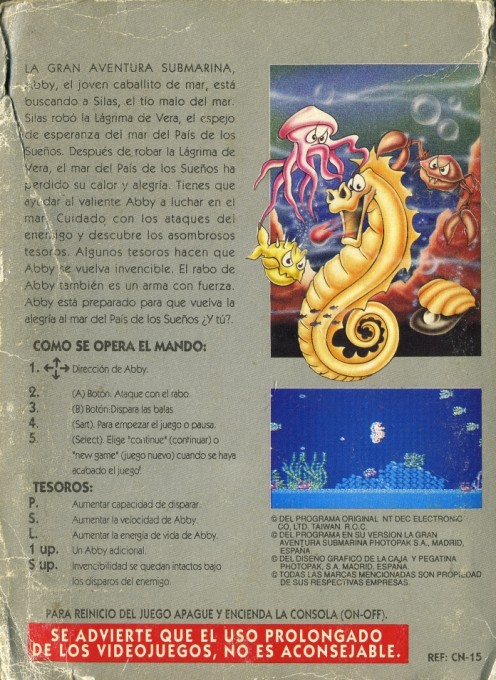 LA GRAN AVENTURA SUBMARINA,
Abby, el joven caballito de mar, está
buscando a Silas, el tío malo del mar.
Silas robó la Lágrima de Vera, el espejo
de esperanza del mar del País de los
Sueños. Después de robar la Lágrima de
Vera, el mar del País de los Sueños ha
perdido su calor y alegría. Tienes que
ayudar al valiente Abby a luchar en el
mar. Cuidado con los ataques del
enemigo y descubre los asombrosos
tesoros. Algunos tesoros hacen que
Abby se vuelva invencible. El rabo de
Abby también es un arma con fuerza.
Abby está preparado para que vuelva la
alegría al mar del País de los Sueños ¿Y tú?.
COMO SE OPERA EL MANDO:
1. Dirección de Abby.
2. (A) Botón: Ataque con el rabo.
3. (B) Botón:Dispara las balas
4. (Sart). Para empezar el juego o pausa.
5. (Select). Elige "continue" (continuar) o
"new game" (juego nuevo) cuando se haya
acabado el juego!
TESOROS:
P. Aumentar capacidad de disparar.
S. Aumentar la velocidad de Abby.
L. Aumentar la energía de vida de Abby.
1 up. Un Abby adicional
S up. Invencibilidad se quedan intactos bajo
los disparos del enemigo.
© DEL PROGRAMA ORIGINAL NT DEC ELECTRONIC
CO, LTD. TAIWAN R.O.C.
© DEL PROGRAMA EN SU VERSION LA GRAN
AVENTURA SUBMARINA PHOTOPAK S.A., MADRID,
ESPAÑA.
© DEL DISEÑO GRAFICO DE LA CAJA Y PEGATINA
PHOTOPAK, S.A. MADRID, ESPAÑA.
© TODAS LAS MARCAS MENCIONADAS SON PROPIEDAD
DE SUS RESPECTIVAS EMPRESAS.
PARA REINICIO DEL JUEGO APAGUE Y ENCIENDA LA CONSOLA (ON-OFF).
SE ADVIERTE QUE EL USO PROLONGADO
DE LOS VIDEOJUEGOS, NO ES ACONSEJABLE.
REF: CN-15